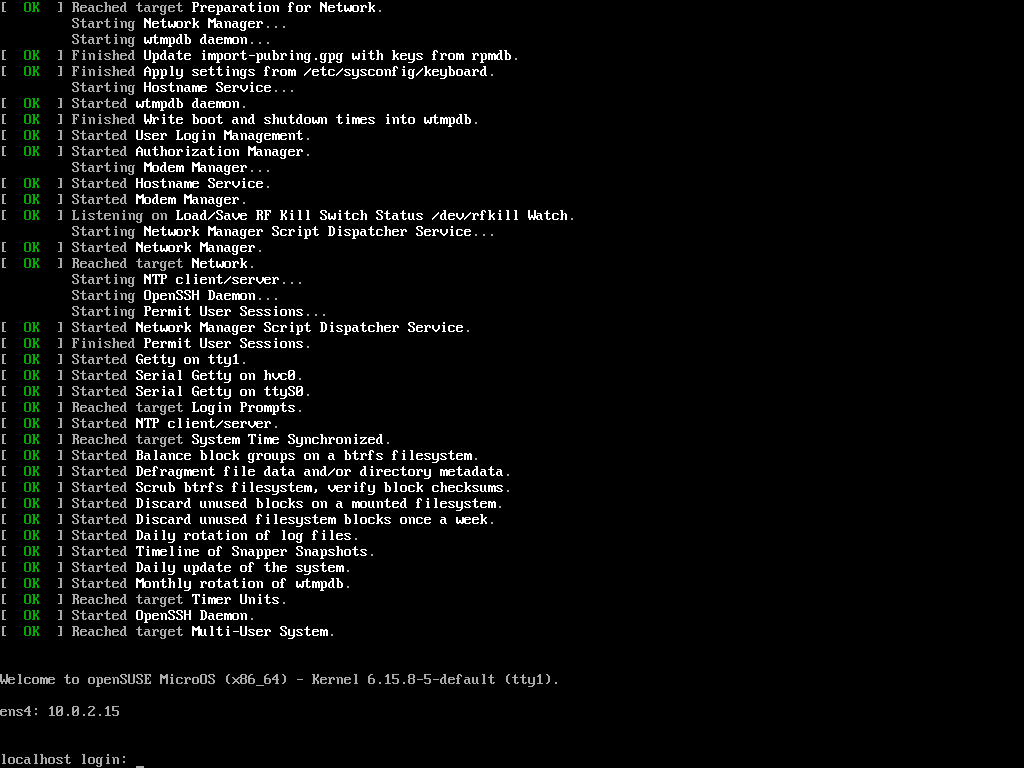 [  OK  ] Reached target Preparation for Network.
         Starting Network Manager...
         Starting wtmpdb daemon...
[  OK  ] Finished Update import-pubring.gpg with keys from rpmdb.
[  OK  ] Finished Apply settings from /etc/sysconfig/keyboard.
         Starting Hostname Service...
[  OK  ] Started wtmpdb daemon.
[  OK  ] Finished Write boot and shutdown times into wtmpdb.
[  OK  ] Started User Login Management.
[  OK  ] Started Authorization Manager.
         Starting Modem Manager...
[  OK  ] Started Hostname Service.
[  OK  ] Started Modem Manager.
[  OK  ] Listening on Load/Save RF Kill Switch Status /dev/rfkill Watch.
         Starting Network Manager Script Dispatcher Service...
[  OK  ] Started Network Manager.
[  OK  ] Reached target Network.
         Starting NTP client/server...
         Starting OpenSSH Daemon...
         Starting Permit User Sessions...
[  OK  ] Started Network Manager Script Dispatcher Service.
[  OK  ] Finished Permit User Sessions.
[  OK  ] Started Getty on tty1.
[  OK  ] Started Serial Getty on hvc0.
[  OK  ] Started Serial Getty on ttyS0.
[  OK  ] Reached target Login Prompts.
[  OK  ] Started NTP client/server.
[  OK  ] Reached target System Time Synchronized.
[  OK  ] Started Balance block groups on a btrfs filesystem.
[  OK  ] Started Defragment file data and/or directory metadata.
[  OK  ] Started Scrub btrfs filesystem, verify block checksums.
[  OK  ] Started Discard unused blocks on a mounted filesystem.
[  OK  ] Started Discard unused filesystem blocks once a week.
[  OK  ] Started Daily rotation of log files.
[  OK  ] Started Timeline of Snapper Snapshots.
[  OK  ] Started Daily update of the system.
[  OK  ] Started Monthly rotation of wtmpdb.
[  OK  ] Reached target Timer Units.
[  OK  ] Started OpenSSH Daemon.
[  OK  ] Reached target Multi-User System.
Welcome to openSUSE MicroOS (x86_64) - Kernel 6.15.8-5-default (tty1).
ens4: 10.0.2.15
localhost login: _